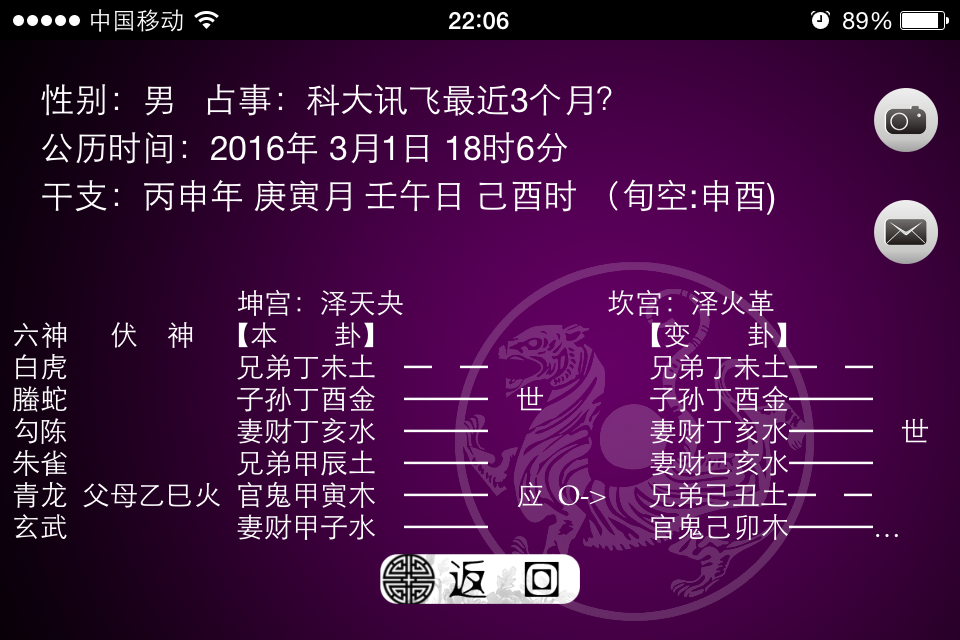 中国移动 22:06 89%
性别：男 占事：科大讯飞最近3个月？
公历时间：2016年 3月1日 18时6分
干支：丙申年 庚寅月 壬午日 己酉时 （旬空:申酉)
坤宫：泽天夬 坎宫：泽火革
六神 伏 神 【本 卦】 【变 卦】
白虎 兄弟丁未土 兄弟丁未土
螣蛇 子孙丁酉金 世 子孙丁酉金
勾陈 妻财丁亥水 妻财丁亥水 世
朱雀 兄弟甲辰土 妻财己亥水
青龙 父母乙巳火 官鬼甲寅木 应 O-> 兄弟己丑土
玄武 妻财甲子水 官鬼己卯木 ...
返 回